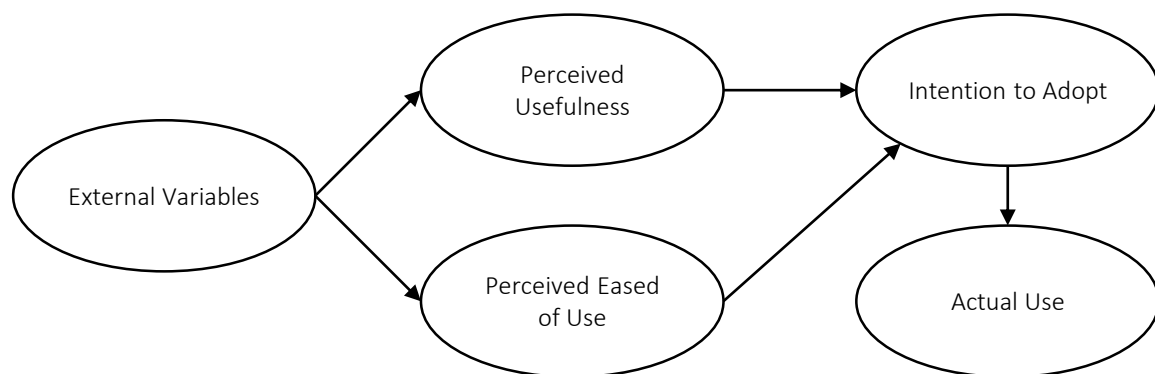 Perceived
Usefulness
Intention to Adopt
External Variables
Perceived Eased
of Use
Actual Use